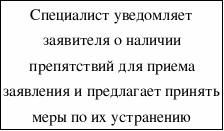 Специалист уведомляет
заявителя о наличии
препятствий для приема
заявления и предлагает принять
меры по их устранению